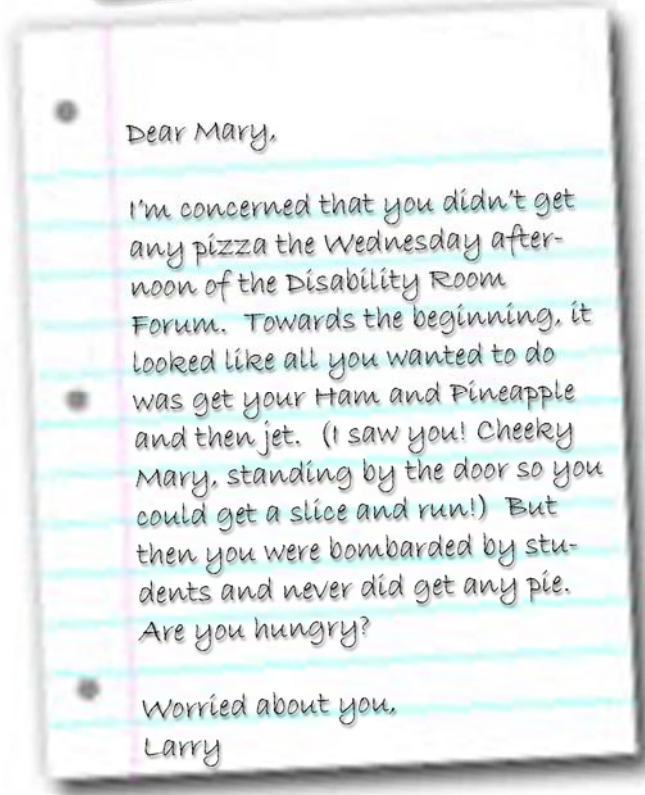 Dear Mary,
I'm concerned that you didn't get
any pizza the Wednesday after-
noon of the Disability Room
Forum.  Towards the beginning, it
looked like all you wanted to do
was get your Ham and Pineapple
and then jet.  (I saw you! Cheeky
Mary, standing by the door so you
could get a slice and run!)  But
then you were bombarded by stu-
dents and never did get any pie.
Are you hungry?
Worried about you,
Larry